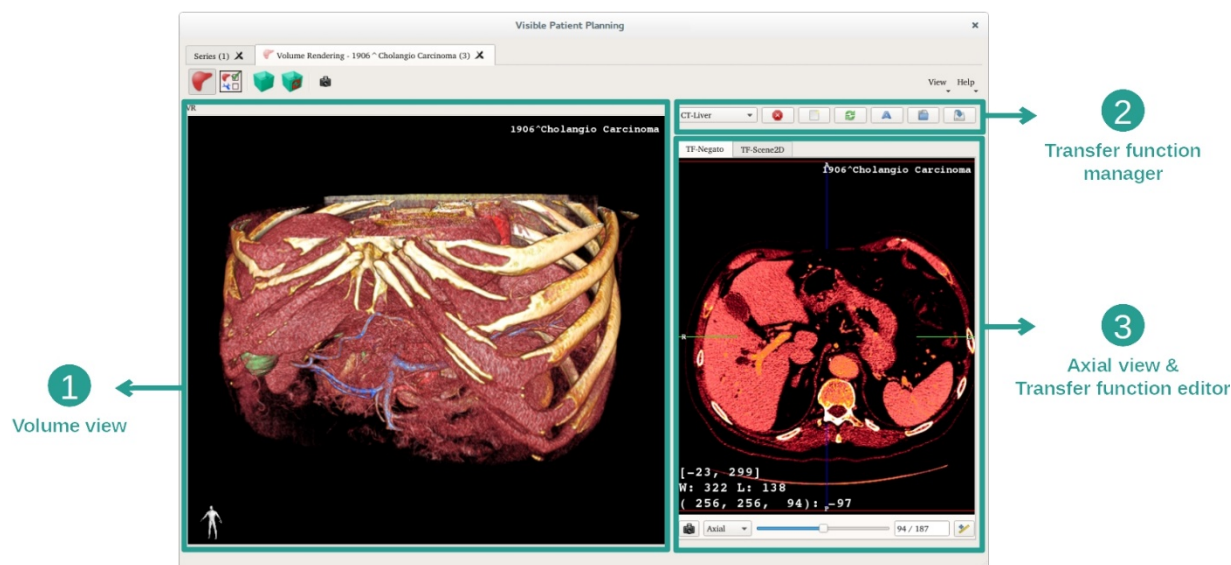 Visible Patient Planning
Series (1)
Volume Rendering - 1906 ^ Cholangio Carcinoma (3)
View Help
VR
1906^Cholangio Carcinoma
CT-Liver
TF-Negato TF-Scene2D
1906^Cholangio Carcinoma
[-23, 299]
W: 322 L: 138
( 256, 256, 94): -97
Axial
94 / 187
1
Volume view
2
Transfer function
manager
3
Axial view &
Transfer function editor